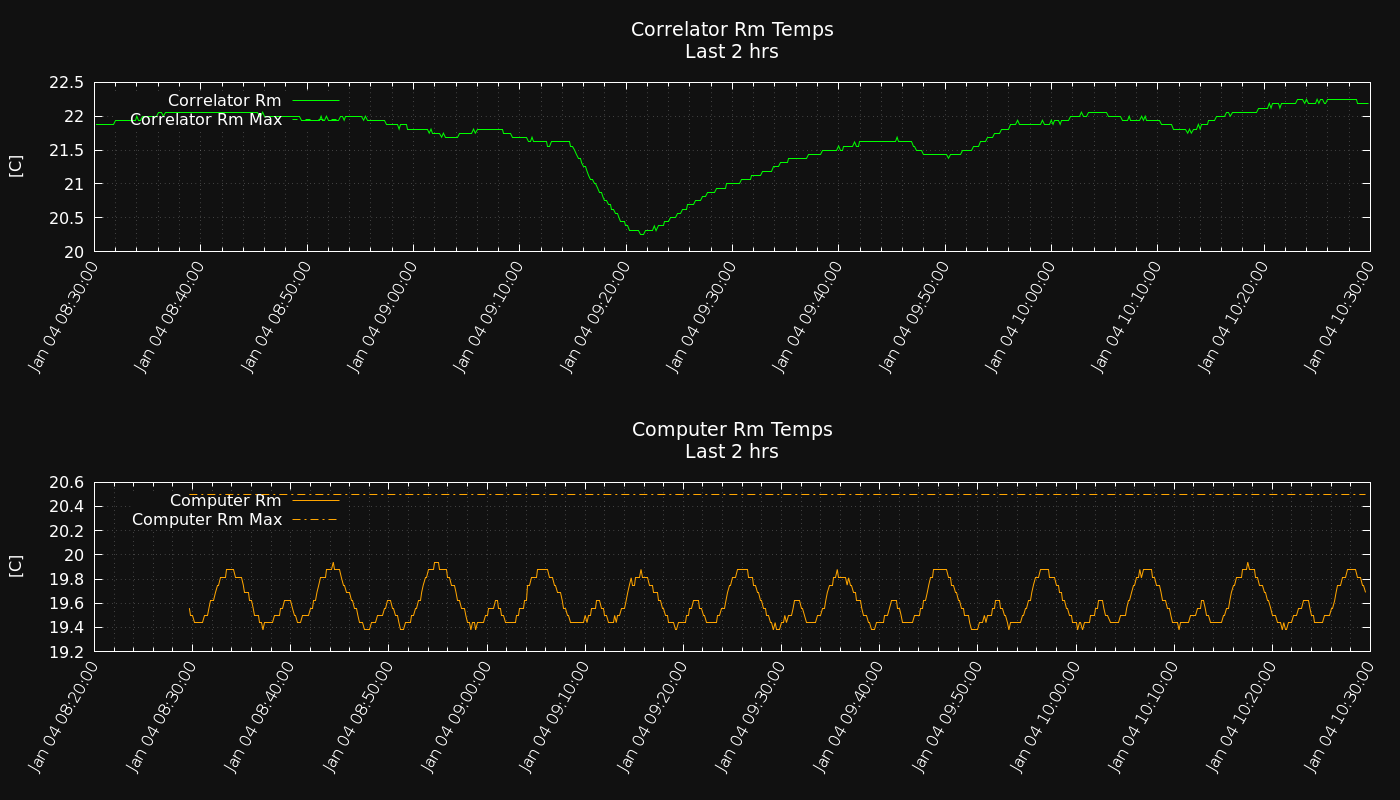 Correlator Rm Temps
Last 2 hrs
22.5
22
21.5
21
20.5
20
[C]
Correlator Rm
Correlator Rm Max
Jan 04 08:30:00
Jan 04 08:40:00
Jan 04 08:50:00
Jan 04 09:00:00
Jan 04 09:10:00
Jan 04 09:20:00
Jan 04 09:30:00
Jan 04 09:40:00
Jan 04 09:50:00
Jan 04 10:00:00
Jan 04 10:10:00
Jan 04 10:20:00
Jan 04 10:30:00
Computer Rm Temps
Last 2 hrs
20.6
20.4
20.2
20
19.8
19.6
19.4
19.2
[C]
Computer Rm
Computer Rm Max
Jan 04 08:20:00
Jan 04 08:30:00
Jan 04 08:40:00
Jan 04 08:50:00
Jan 04 09:00:00
Jan 04 09:10:00
Jan 04 09:20:00
Jan 04 09:30:00
Jan 04 09:40:00
Jan 04 09:50:00
Jan 04 10:00:00
Jan 04 10:10:00
Jan 04 10:20:00
Jan 04 10:30:00